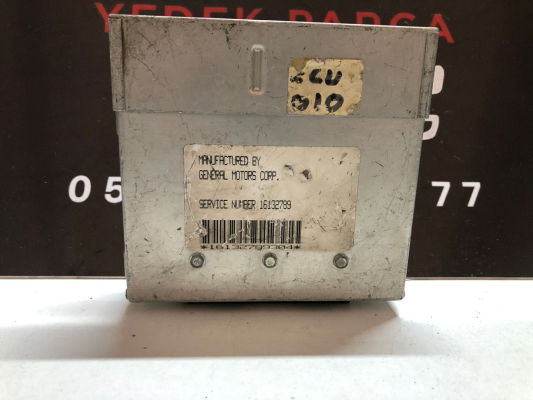 YEDEK PARÇA
ECU
010
05
77
MANUFACTURED BY
GENERAL MOTORS CORP.
SERVICE NUMBER 16132789